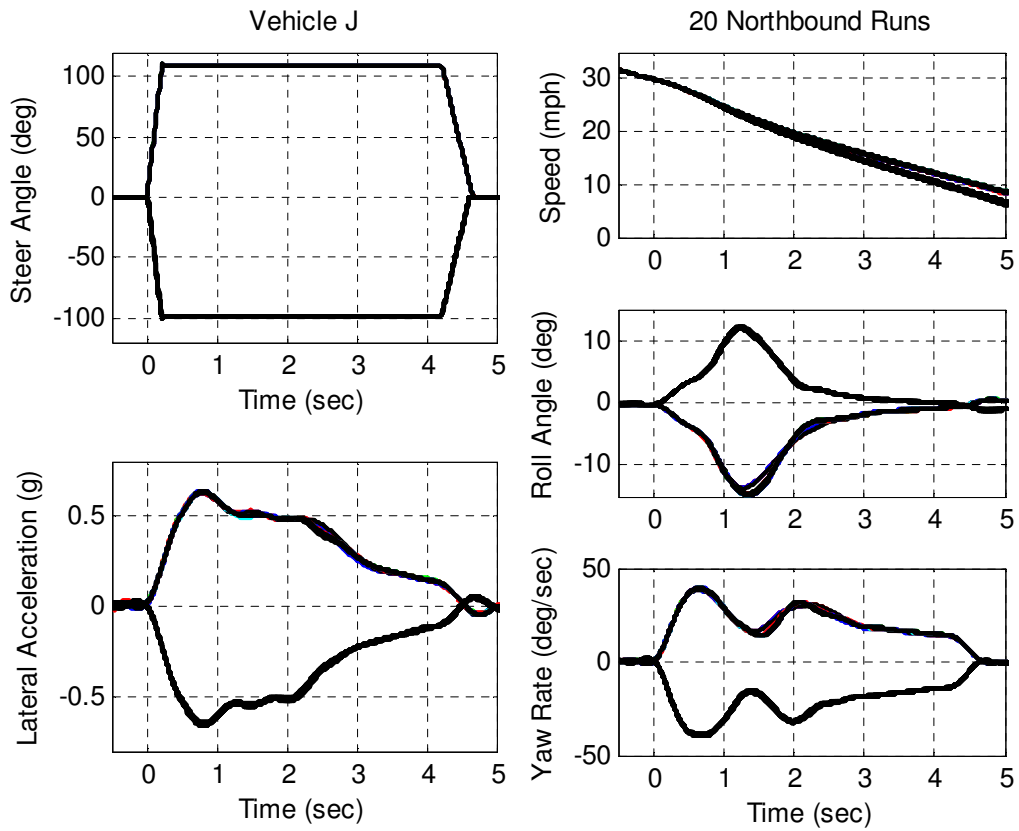 Vehicle J
20 Northbound Runs
Steer Angle (deg)
100
50
0
-50
-100
0 1 2 3 4 5
Time (sec)
Speed (mph)
30
20
10
0
0 1 2 3 4 5
Roll Angle (deg)
10
0
-10
0 1 2 3 4 5
Lateral Acceleration (g)
0.5
0
-0.5
0 1 2 3 4 5
Time (sec)
Yaw Rate (deg/sec)
50
0
-50
0 1 2 3 4 5
Time (sec)